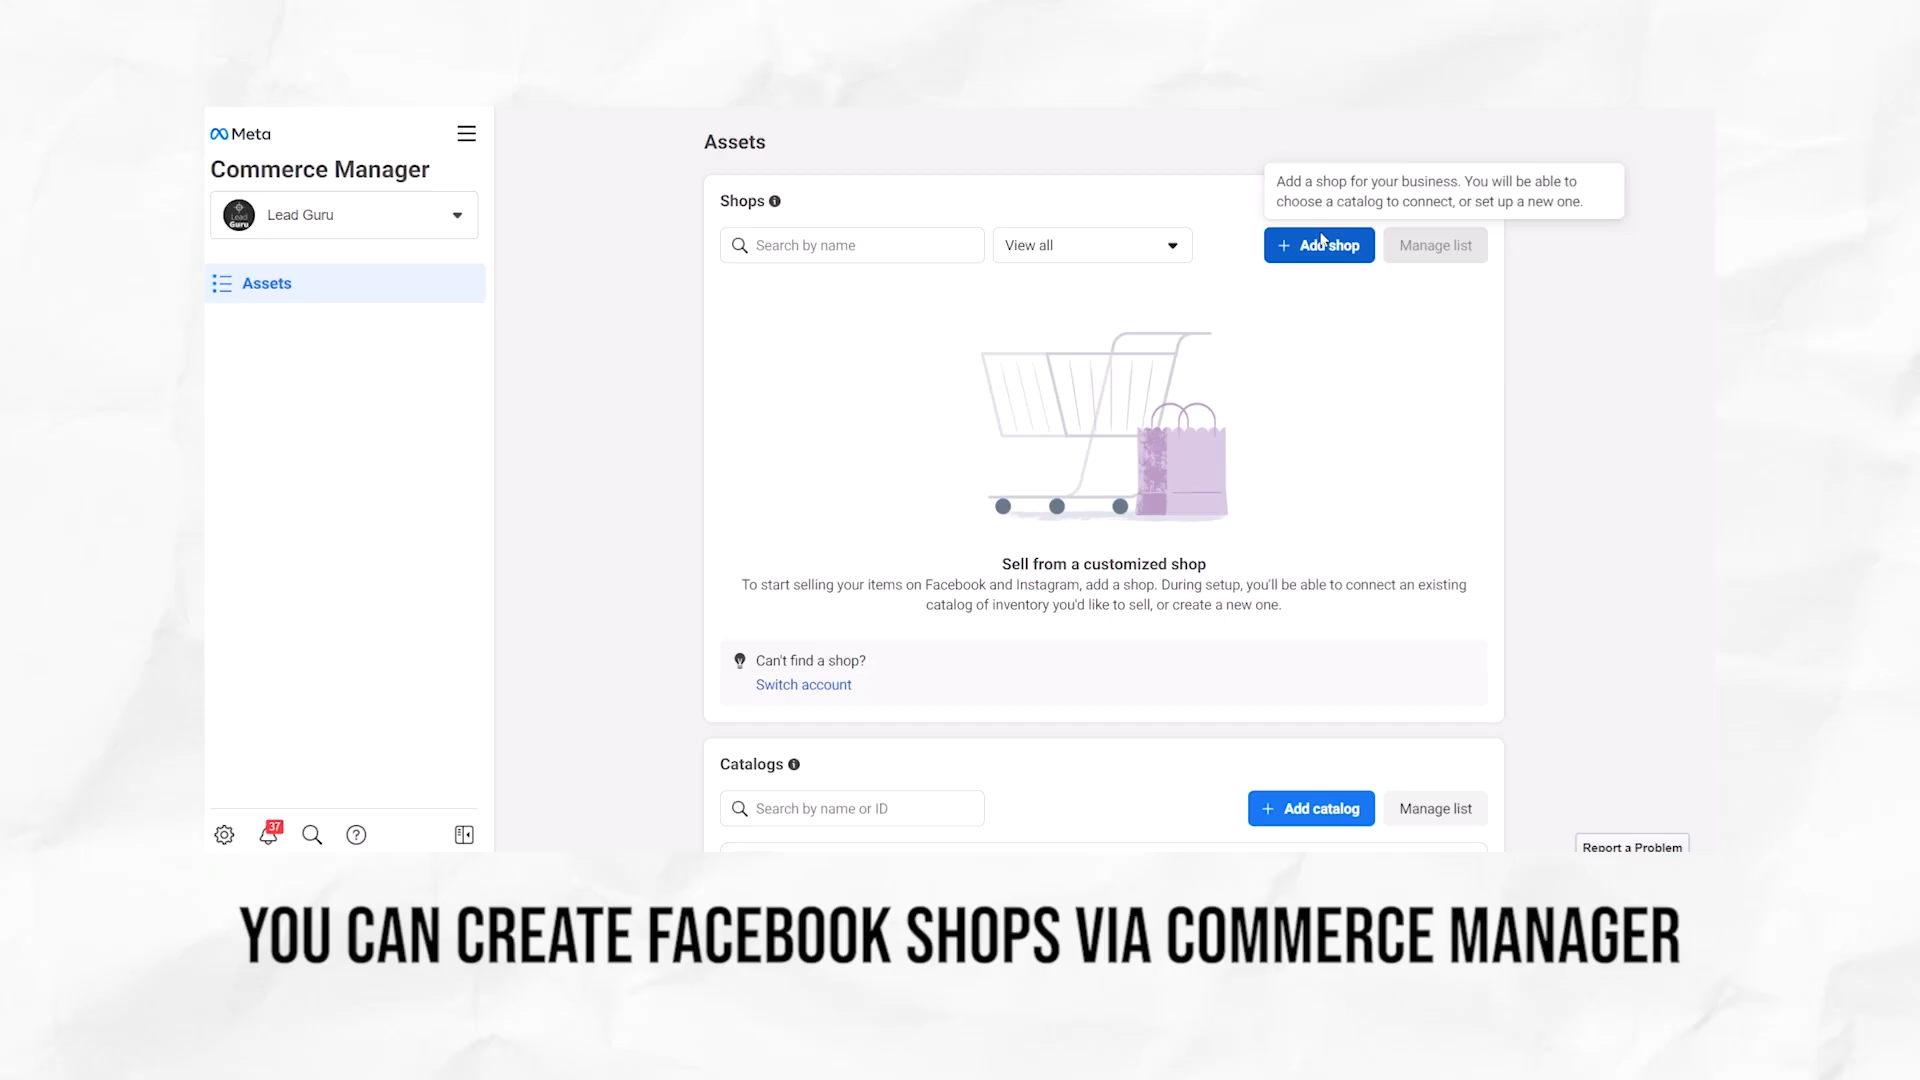 Meta
Commerce Manager
Lead Guru
Lead Guru
Assets
37
Assets
Shops
Add a shop for your business. You will be able to
choose a catalog to connect, or set up a new one.
Search by name
View all
+ Add shop
Manage list
Sell from a customized shop
To start selling your items on Facebook and Instagram, add a shop. During setup, you'll be able to connect an existing
catalog of inventory you'd like to sell, or create a new one.
Can't find a shop?
Switch account
Catalogs
Search by name or ID
+ Add catalog
Manage list
Report a Problem
YOU CAN CREATE FACEBOOK SHOPS VIA COMMERCE MANAGER